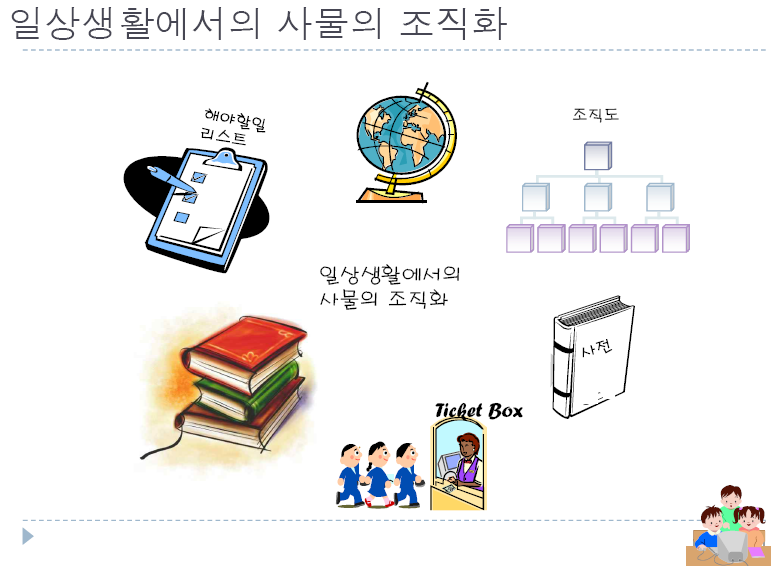 일상생활에서의 사물의 조직화
해야할일
리스트
조직도
일상생활에서의
사물의 조직화
사전
Ticket Box